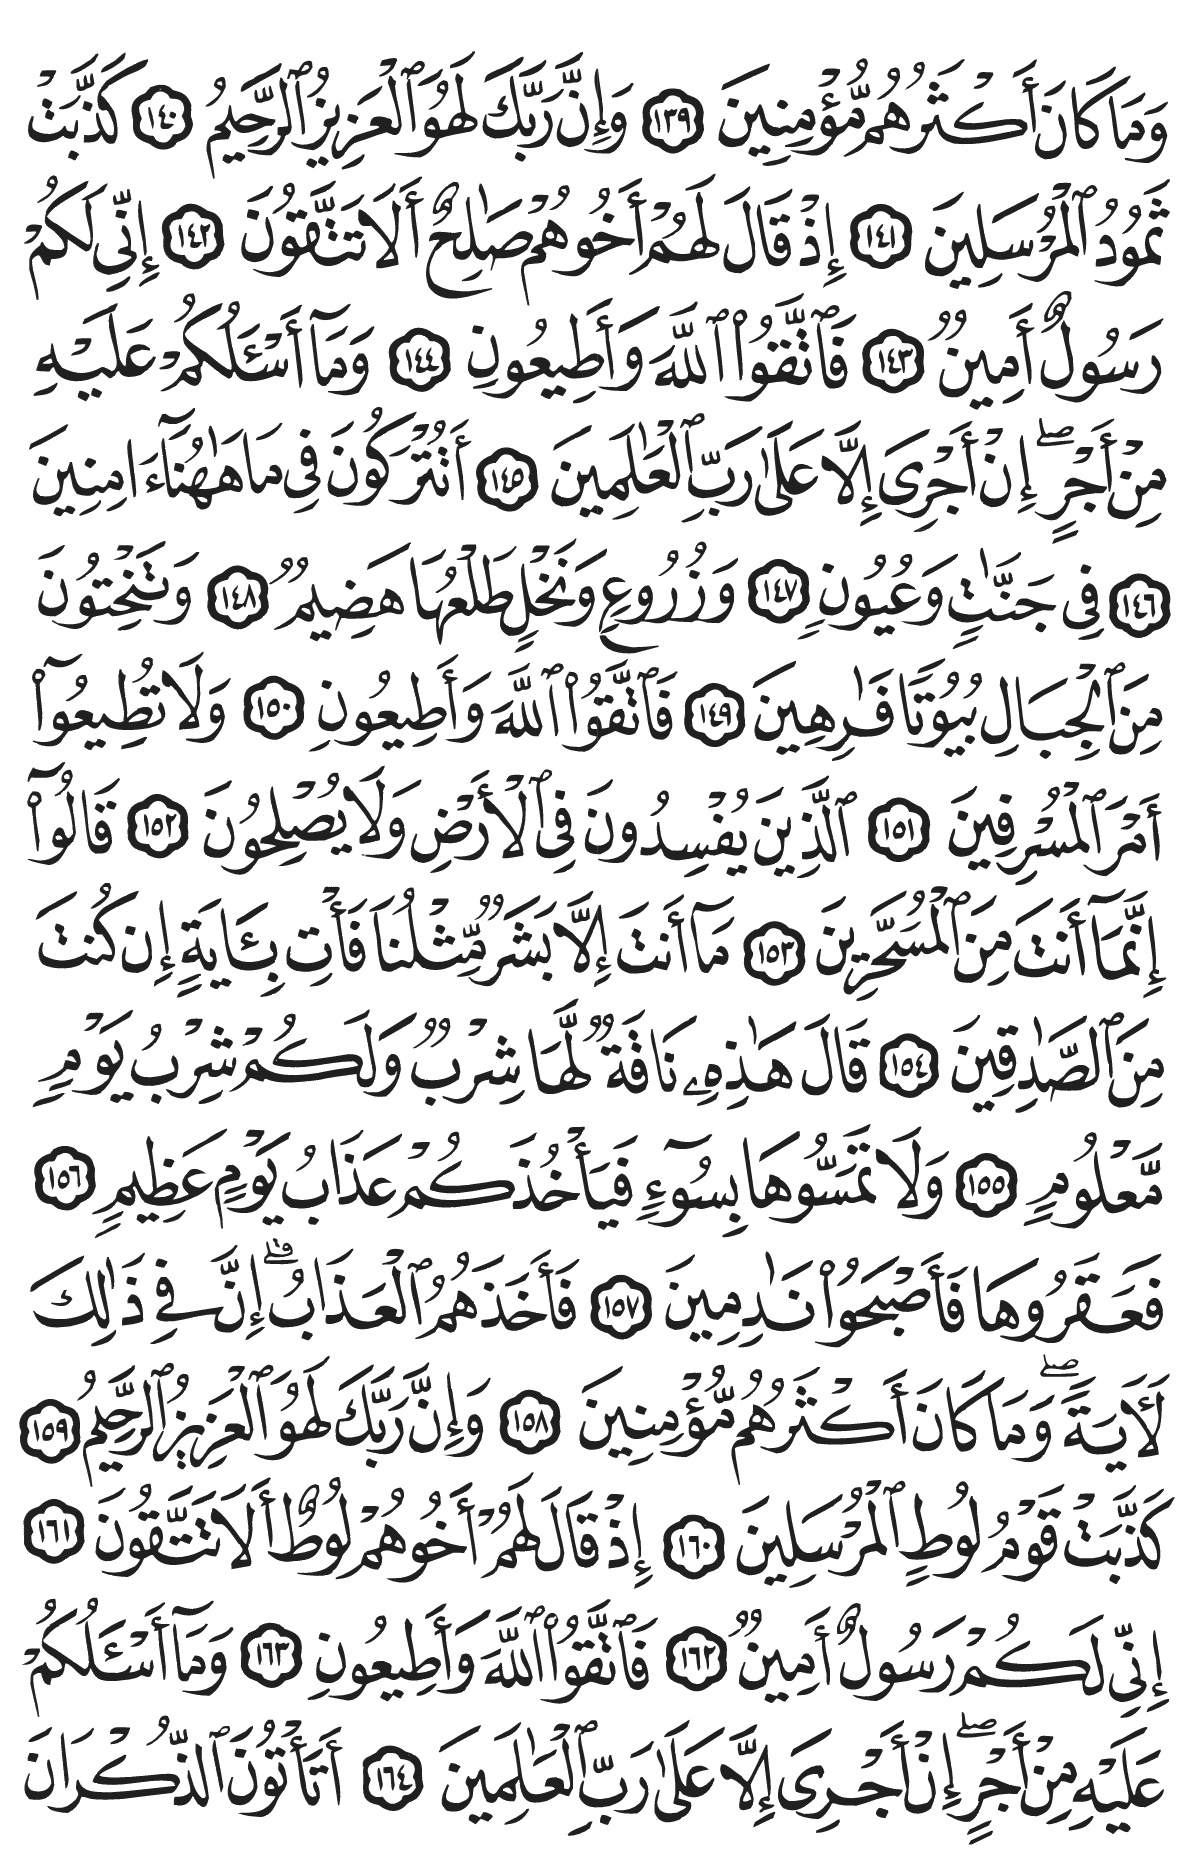 وَمَا كَانَ أَكْثَرُهُم مُّؤْمِنِينَ ١٣٩ وَإِنَّ رَبَّكَ لَهُوَ ٱلْعَزِيزُ ٱلرَّحِيمُ ١٤٠ كَذَّبَتْ
ثَمُودُ ٱلْمُرْسَلِينَ ١٤١ إِذْ قَالَ لَهُمْ أَخُوهُمْ صَـٰلِحٌ أَلَا تَتَّقُونَ ١٤٢ إِنِّى لَكُمْ
رَسُولٌ أَمِينٌ ١٤٣ فَٱتَّقُوا۟ ٱللَّهَ وَأَطِيعُونِ ١٤٤ وَمَآ أَسْـَٔلُكُمْ عَلَيْهِ
مِنْ أَجْرٍ ۖ إِنْ أَجْرِىَ إِلَّا عَلَىٰ رَبِّ ٱلْعَـٰلَمِينَ ١٤٥ أَتُتْرَكُونَ فِى مَا هَـٰهُنَآ ءَامِنِينَ
١٤٦ فِى جَنَّـٰتٍ وَعُيُونٍ ١٤٧ وَزُرُوعٍ وَنَخْلٍ طَلْعُهَا هَضِيمٌ ١٤٨ وَتَنْحِتُونَ
مِنَ ٱلْجِبَالِ بُيُوتًا فَـٰرِهِينَ ١٤٩ فَٱتَّقُوا۟ ٱللَّهَ وَأَطِيعُونِ ١٥٠ وَلَا تُطِيعُوٓا۟
أَمْرَ ٱلْمُسْرِفِينَ ١٥١ ٱلَّذِينَ يُفْسِدُونَ فِى ٱلْأَرْضِ وَلَا يُصْلِحُونَ ١٥٢ قَالُوٓا۟
إِنَّمَآ أَنتَ مِنَ ٱلْمُسَحَّرِينَ ١٥٣ مَآ أَنتَ إِلَّا بَشَرٌ مِّثْلُنَا فَأْتِ بِـَٔايَةٍ إِن كُنتَ
مِنَ ٱلصَّـٰدِقِينَ ١٥٤ قَالَ هَـٰذِهِۦ نَاقَةٌ لَّهَا شِرْبٌ وَلَكُمْ شِرْبُ يَوْمٍ
مَّعْلُومٍ ١٥٥ وَلَا تَمَسُّوهَا بِسُوٓءٍ فَيَأْخُذَكُمْ عَذَابُ يَوْمٍ عَظِيمٍ ١٥٦
فَعَقَرُوهَا فَأَصْبَحُوا۟ نَـٰدِمِينَ ١٥٧ فَأَخَذَهُمُ ٱلْعَذَابُ ۗ إِنَّ فِى ذَٰلِكَ
لَـَٔايَةً ۖ وَمَا كَانَ أَكْثَرُهُم مُّؤْمِنِينَ ١٥٨ وَإِنَّ رَبَّكَ لَهُوَ ٱلْعَزِيزُ ٱلرَّحِيمُ ١٥٩
كَذَّبَتْ قَوْمُ لُوطٍ ٱلْمُرْسَلِينَ ١٦٠ إِذْ قَالَ لَهُمْ أَخُوهُمْ لُوطٌ أَلَا تَتَّقُونَ ١٦١
إِنِّى لَكُمْ رَسُولٌ أَمِينٌ ١٦٢ فَٱتَّقُوا۟ ٱللَّهَ وَأَطِيعُونِ ١٦٣ وَمَآ أَسْـَٔلُكُمْ
عَلَيْهِ مِنْ أَجْرٍ ۖ إِنْ أَجْرِىَ إِلَّا عَلَىٰ رَبِّ ٱلْعَـٰلَمِينَ ١٦٤ أَتَأْتُونَ ٱلذُّكْرَانَ